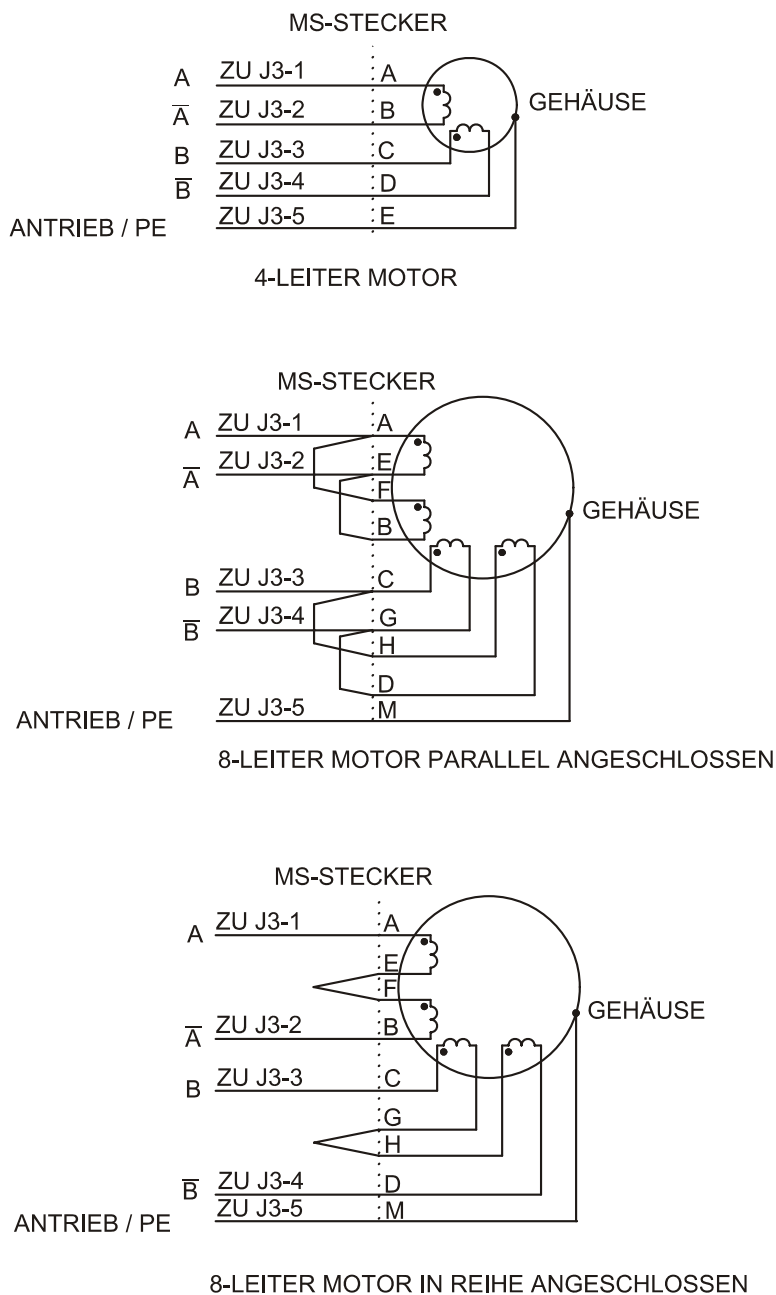 MS-STECKER
A ZU J3-1 A
A̅ ZU J3-2 B
GEHÄUSE
B ZU J3-3 C
B̅ ZU J3-4 D
ANTRIEB / PE ZU J3-5 E
4-LEITER MOTOR
MS-STECKER
A ZU J3-1 A
A̅ ZU J3-2 E
F
GEHÄUSE
B
B ZU J3-3 C
B̅ ZU J3-4 G
H
D
ANTRIEB / PE ZU J3-5 M
8-LEITER MOTOR PARALLEL ANGESCHLOSSEN
MS-STECKER
A ZU J3-1 A
E
F
GEHÄUSE
A̅ ZU J3-2 B
B ZU J3-3 C
G
H
B̅ ZU J3-4 D
ANTRIEB / PE ZU J3-5 M
8-LEITER MOTOR IN REIHE ANGESCHLOSSEN